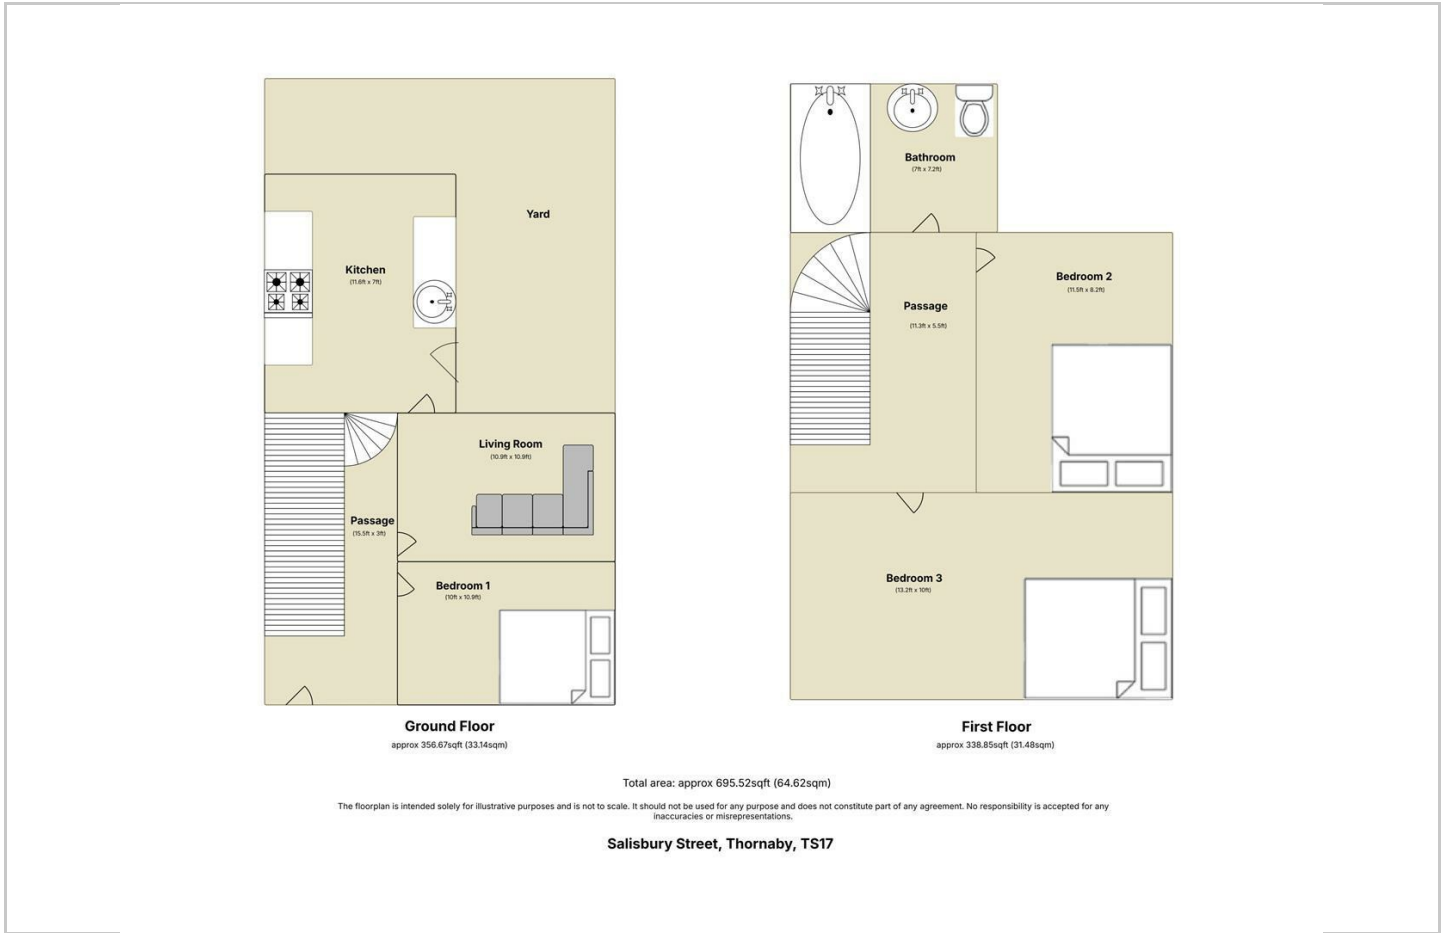 Yard
Kitchen
(11.6ft x 7ft)
Living Room
(10.9ft x 10.9ft)
Passage
(15.5ft x 3ft)
Bedroom 1
(10ft x 10.9ft)
Ground Floor
approx 356.67sqft (33.14sqm)
Bathroom
(7ft x 7.2ft)
Bedroom 2
(11.5ft x 8.2ft)
Passage
(11.3ft x 5.5ft)
Bedroom 3
(13.2ft x 10ft)
First Floor
approx 338.85sqft (31.48sqm)
Total area: approx 695.52sqft (64.62sqm)
The floorplan is intended solely for illustrative purposes and is not to scale. It should not be used for any purpose and does not constitute part of any agreement. No responsibility is accepted for any
inaccuracies or misrepresentations.
Salisbury Street, Thornaby, TS17